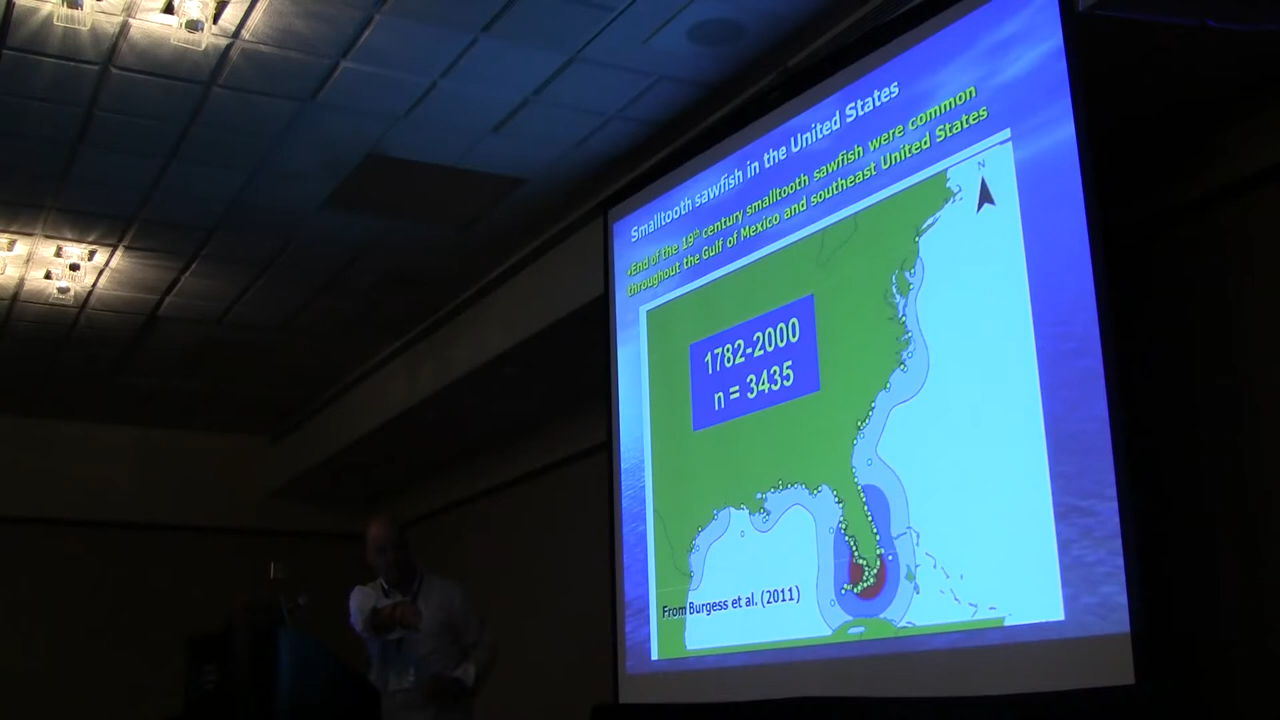 Smalltooth sawfish in the United States
•End of the 19th century smalltooth sawfish were common
throughout the Gulf of Mexico and southeast United States
N
1782-2000
n = 3435
From Burgess et al. (2011)